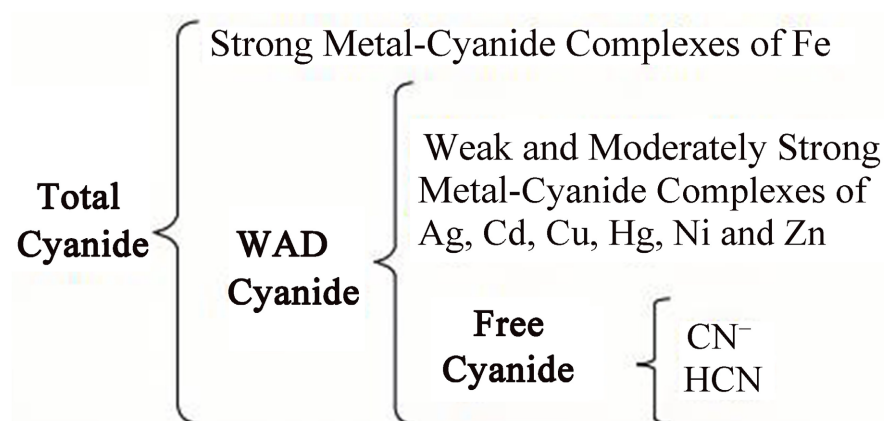 Strong Metal-Cyanide Complexes of Fe
Total
Cyanide
WAD
Cyanide
Weak and Moderately Strong
Metal-Cyanide Complexes of
Ag, Cd, Cu, Hg, Ni and Zn
Free
Cyanide
CN⁻
HCN